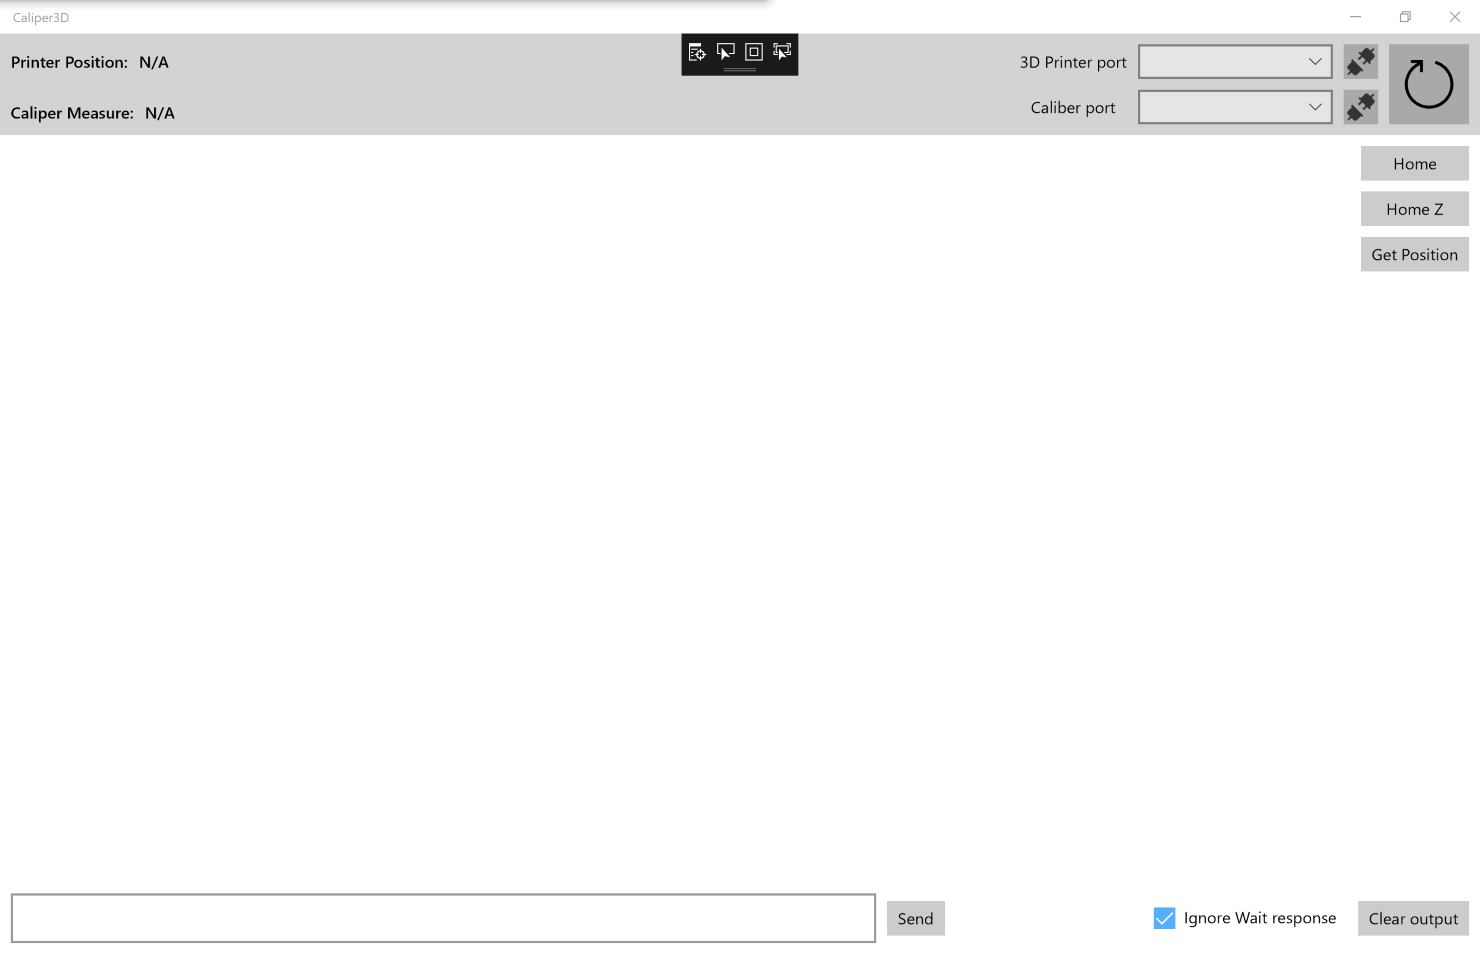 Caliper3D
Printer Position: N/A
3D Printer port
Caliper Measure: N/A
Caliber port
Home
Home Z
Get Position
Send
Ignore Wait response
Clear output